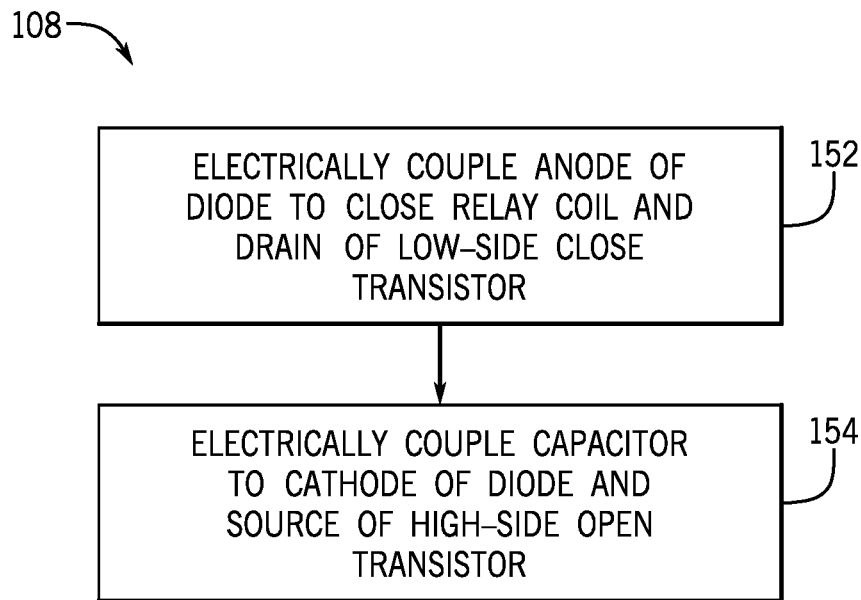 108
ELECTRICALLY COUPLE ANODE OF
DIODE TO CLOSE RELAY COIL AND
DRAIN OF LOW–SIDE CLOSE
TRANSISTOR
152
ELECTRICALLY COUPLE CAPACITOR
TO CATHODE OF DIODE AND
SOURCE OF HIGH–SIDE OPEN
TRANSISTOR
154